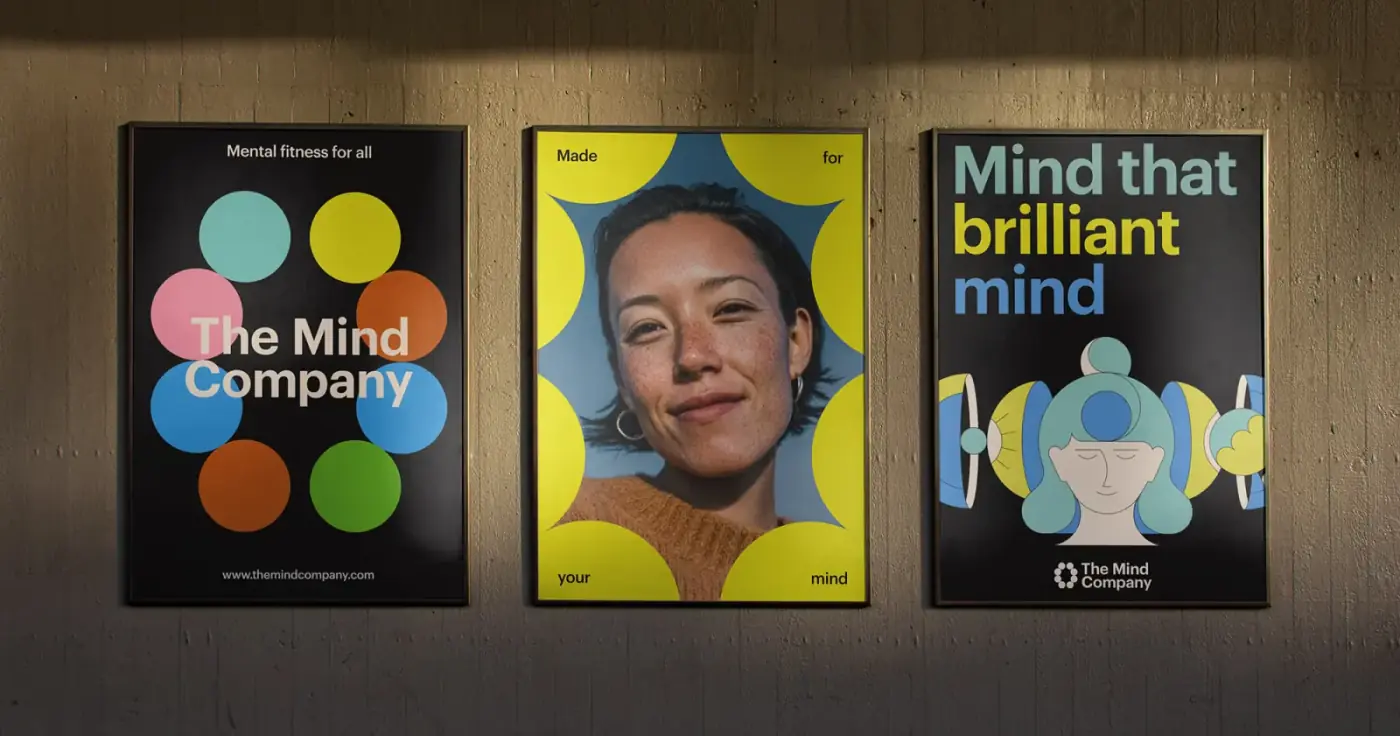 Mental fitness for all
The Mind
Company
www.themindcompany.com
Made
for
your
mind
Mind that
brilliant
mind
The Mind
Company